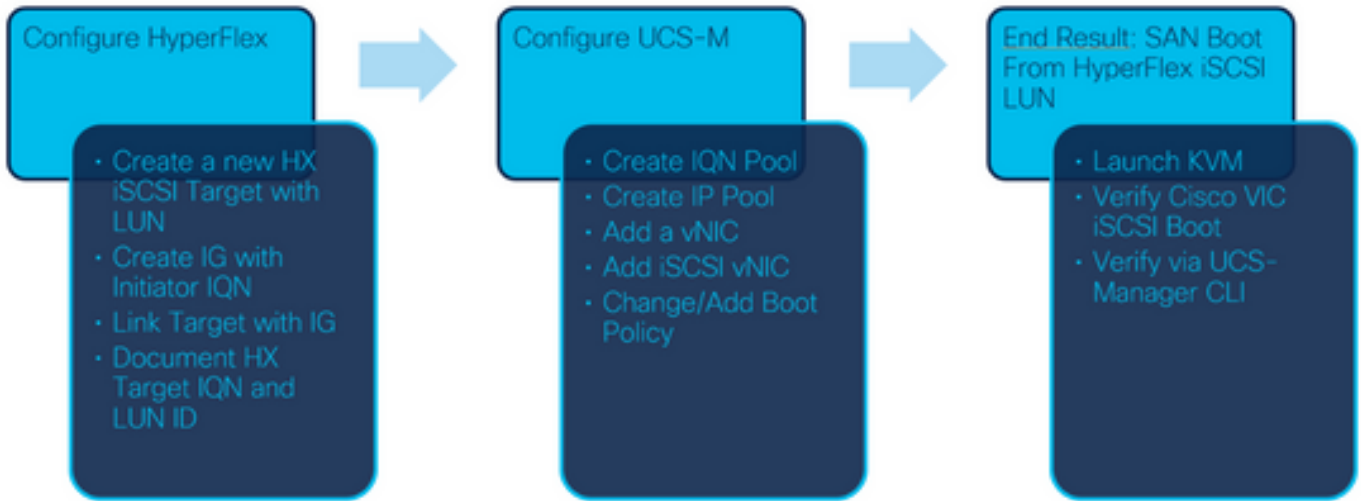 Configure HyperFlex
• Create a new HX
iSCSI Target with
LUN
• Create IG with
Initiator IQN
• Link Target with IG
• Document HX
Target IQN and
LUN ID
Configure UCS-M
• Create IQN Pool
• Create IP Pool
• Add a vNIC
• Add iSCSI vNIC
• Change/Add Boot
Policy
End Result: SAN Boot
From HyperFlex iSCSI
LUN
• Launch KVM
• Verify Cisco VIC
iSCSI Boot
• Verify via UCS-
Manager CLI